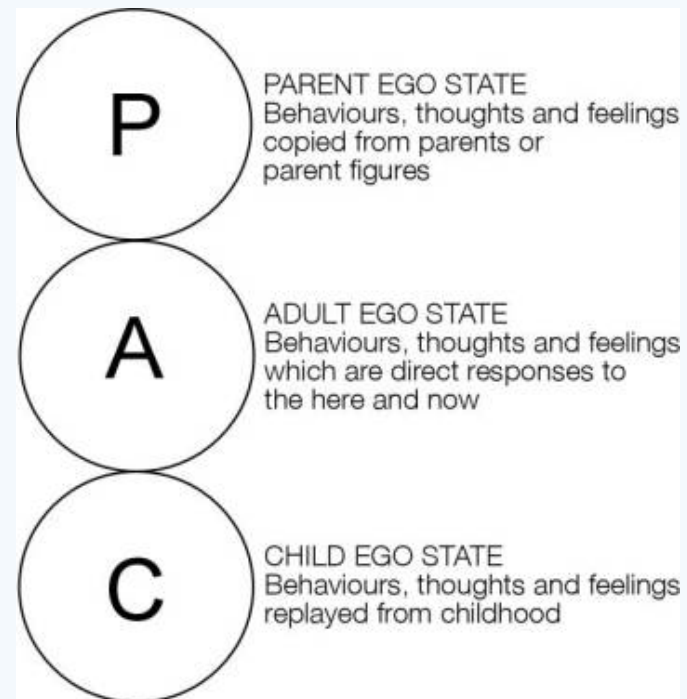 P
PARENT EGO STATE
Behaviours, thoughts and feelings
copied from parents or
parent figures
A
ADULT EGO STATE
Behaviours, thoughts and feelings
which are direct responses to
the here and now
C
CHILD EGO STATE
Behaviours, thoughts and feelings
replayed from childhood